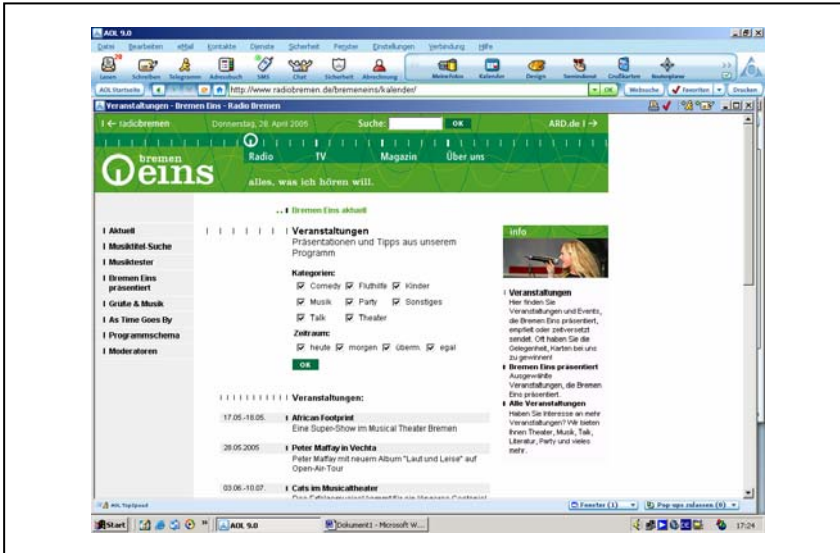 AOL 9.0
Datei Bearbeiten eMail Kontakte Dienste Sicherheit Fenster Einstellungen Verbindung Hilfe
28
Lesen Schreiben Telegramm Adressbuch SMS Chat Sicherheit Abrechnung Meine Fotos Kalender Design Grußkarten Routenplaner
AOL Startseite http://www.radiobremen.de/bremeneins/kalender/ OK Websuche Favoriten Drucken
Veranstaltungen - Bremen Eins - Radio Bremen
radiobremen Donnerstag, 28. April 2005 Suche: OK ARD.de
Radio TV Magazin Über uns
bremen
eins
alles, was ich hören will.
Bremen Eins aktuell
Aktuell
Musiktitel-Suche
Musiktester
Bremen Eins
präsentiert
Grüße & Musik
As Time Goes By
Programmschema
Moderatoren
Veranstaltungen
Präsentationen und Tipps aus unserem
Programm
Kategorien:
Comedy Fluthilfe Kinder
Musik Party Sonstiges
Talk Theater
Zeitraum:
heute morgen überm. egal
OK
Veranstaltungen:
17.05.-18.05. African Footprint
Eine Super-Show im Musical Theater Bremen
28.05.2005 Peter Maffay in Vechta
Peter Maffay mit neuem Album "Laut und Leise" auf
Open-Air-Tour
03.06.-10.07. Cats im Musicaltheater
info
Veranstaltungen
Hier finden Sie
Veranstaltungen und Events,
die Bremen Eins präsentiert,
empfielt oder zeitversetzt
sendet. Oft haben Sie die
Gelegenheit, Karten bei uns
zu gewinnen!
Bremen Eins präsentiert
Ausgewählte
Veranstaltungen, die Bremen
Eins präsentiert.
Alle Veranstaltungen
Haben Sie Interesse an mehr
Veranstaltungen? Wir bieten
Ihnen Theater, Musik, Talk,
Literatur, Party und vieles
mehr.
AOL TopSpeed Fenster (1) Pop-ups zulassen (0)
Start AOL 9.0 Dokument1 - Microsoft W... DE 17:24